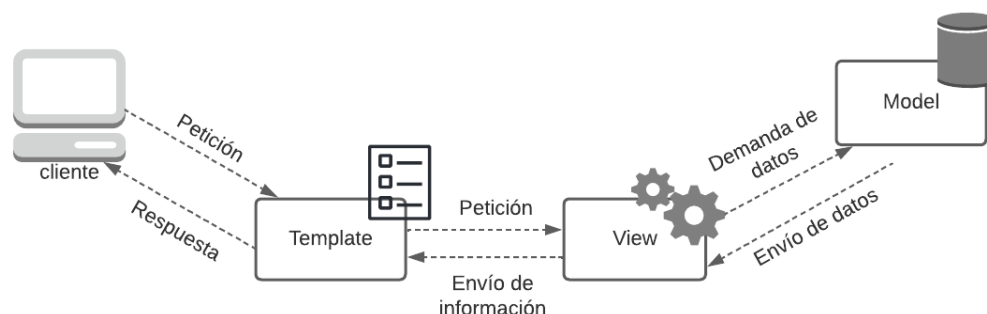 cliente
Petición
Respuesta
Template
Petición
Envío de
información
View
Demanda de
datos
Envío de datos
Model